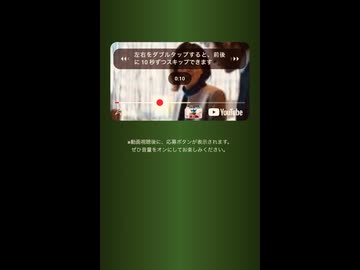 左右をダブルタップすると、前後
に 10 秒ずつスキップできます
0:10
YouTube
※動画視聴後に、応募ボタンが表示されます。
ぜひ音量をオンにしてお楽しみください。